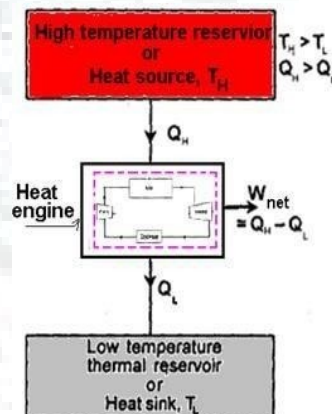 High temperature reservior
or
Heat source, T_H
T_H > T_L
Q_H > Q_L
Q_H
Heat
engine
W_net
≅ Q_H − Q_L
Q_L
Low temperature
thermal reservoir
or
Heat sink, T_L